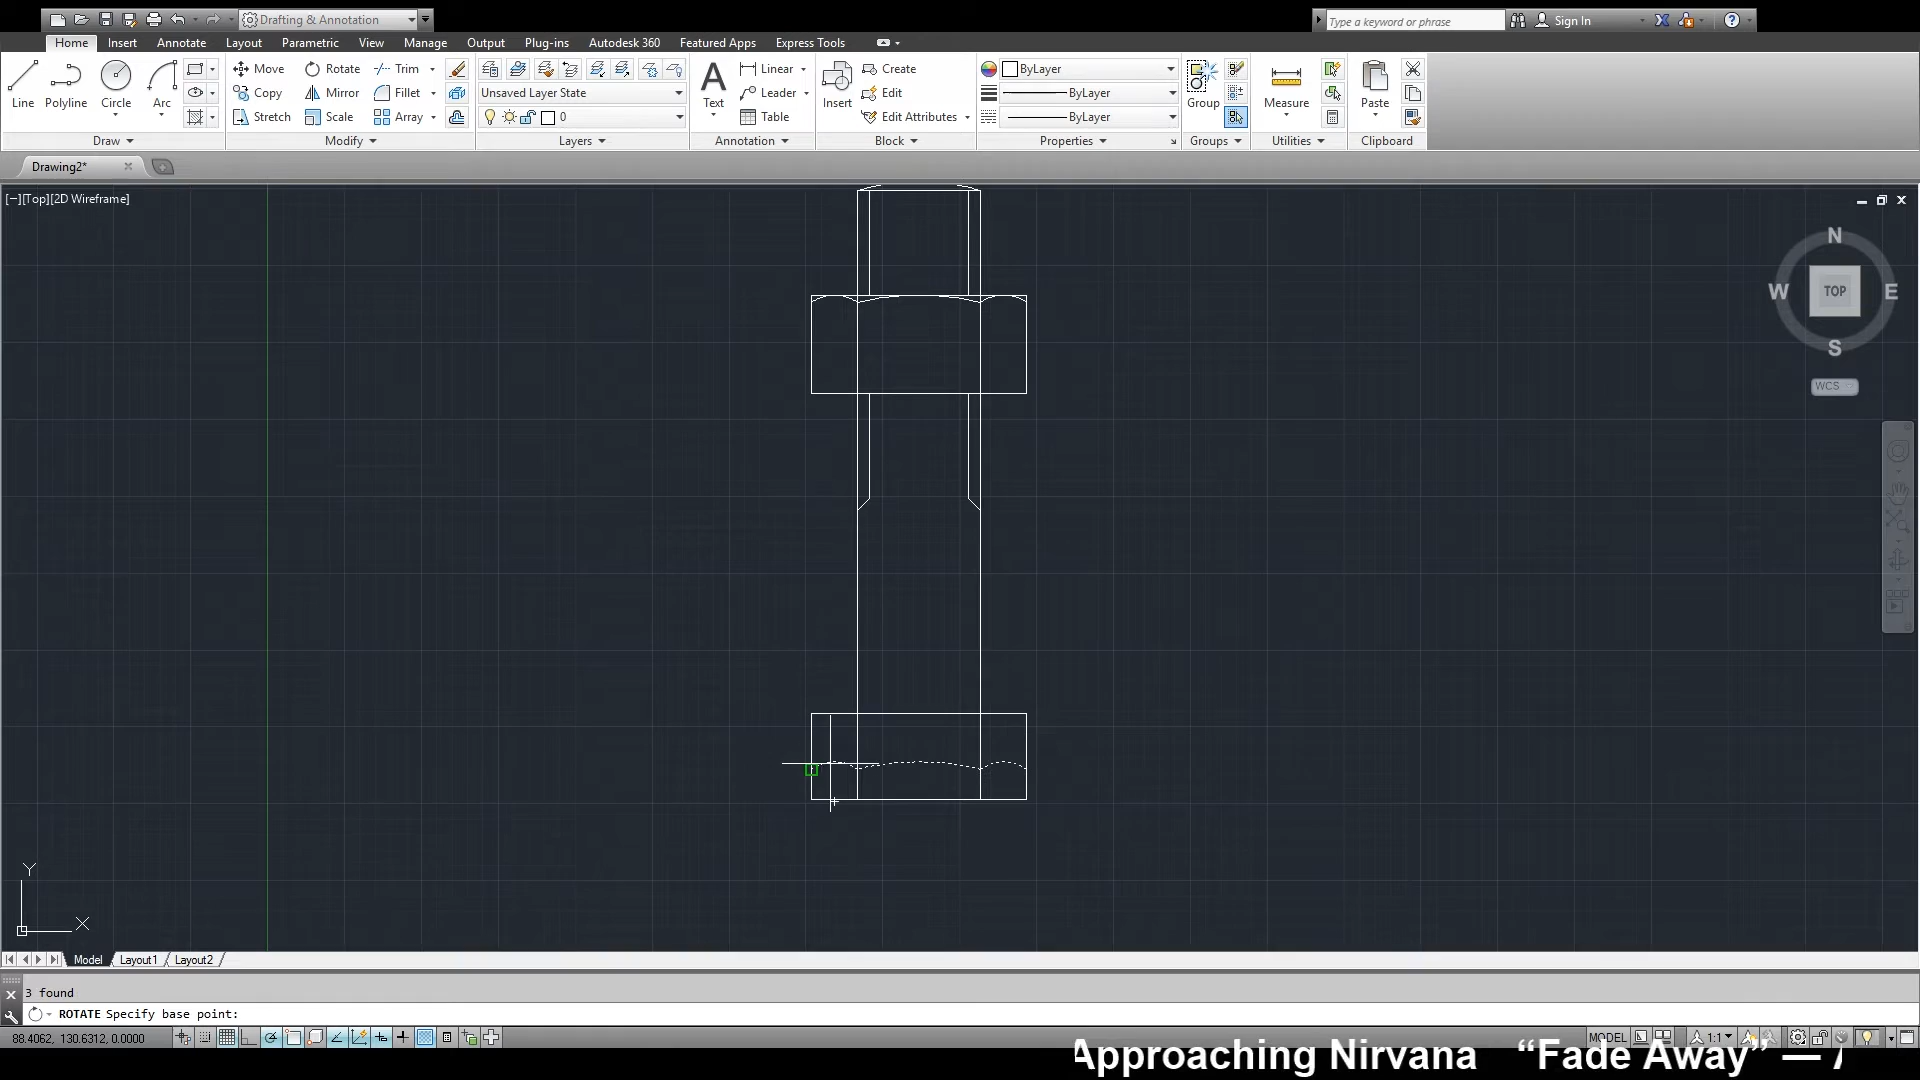 Drafting & Annotation
Type a keyword or phrase
Sign In
Home Insert Annotate Layout Parametric View Manage Output Plug-ins Autodesk 360 Featured Apps Express Tools
Line Polyline Circle Arc
Move Rotate Trim
Copy Mirror Fillet
Stretch Scale Array
Unsaved Layer State
0
Text
Linear
Leader
Table
Insert
Create
Edit
Edit Attributes
ByLayer
ByLayer
ByLayer
Group
Measure
Paste
Draw Modify Layers Annotation Block Properties Groups Utilities Clipboard
Drawing2*
[−][Top][2D Wireframe]
N
W TOP E
S
WCS
Y
X
Model Layout1 Layout2
3 found
ROTATE Specify base point:
88.4062, 130.6312, 0.0000
MODEL
1:1
Approaching Nirvana “Fade Away” —